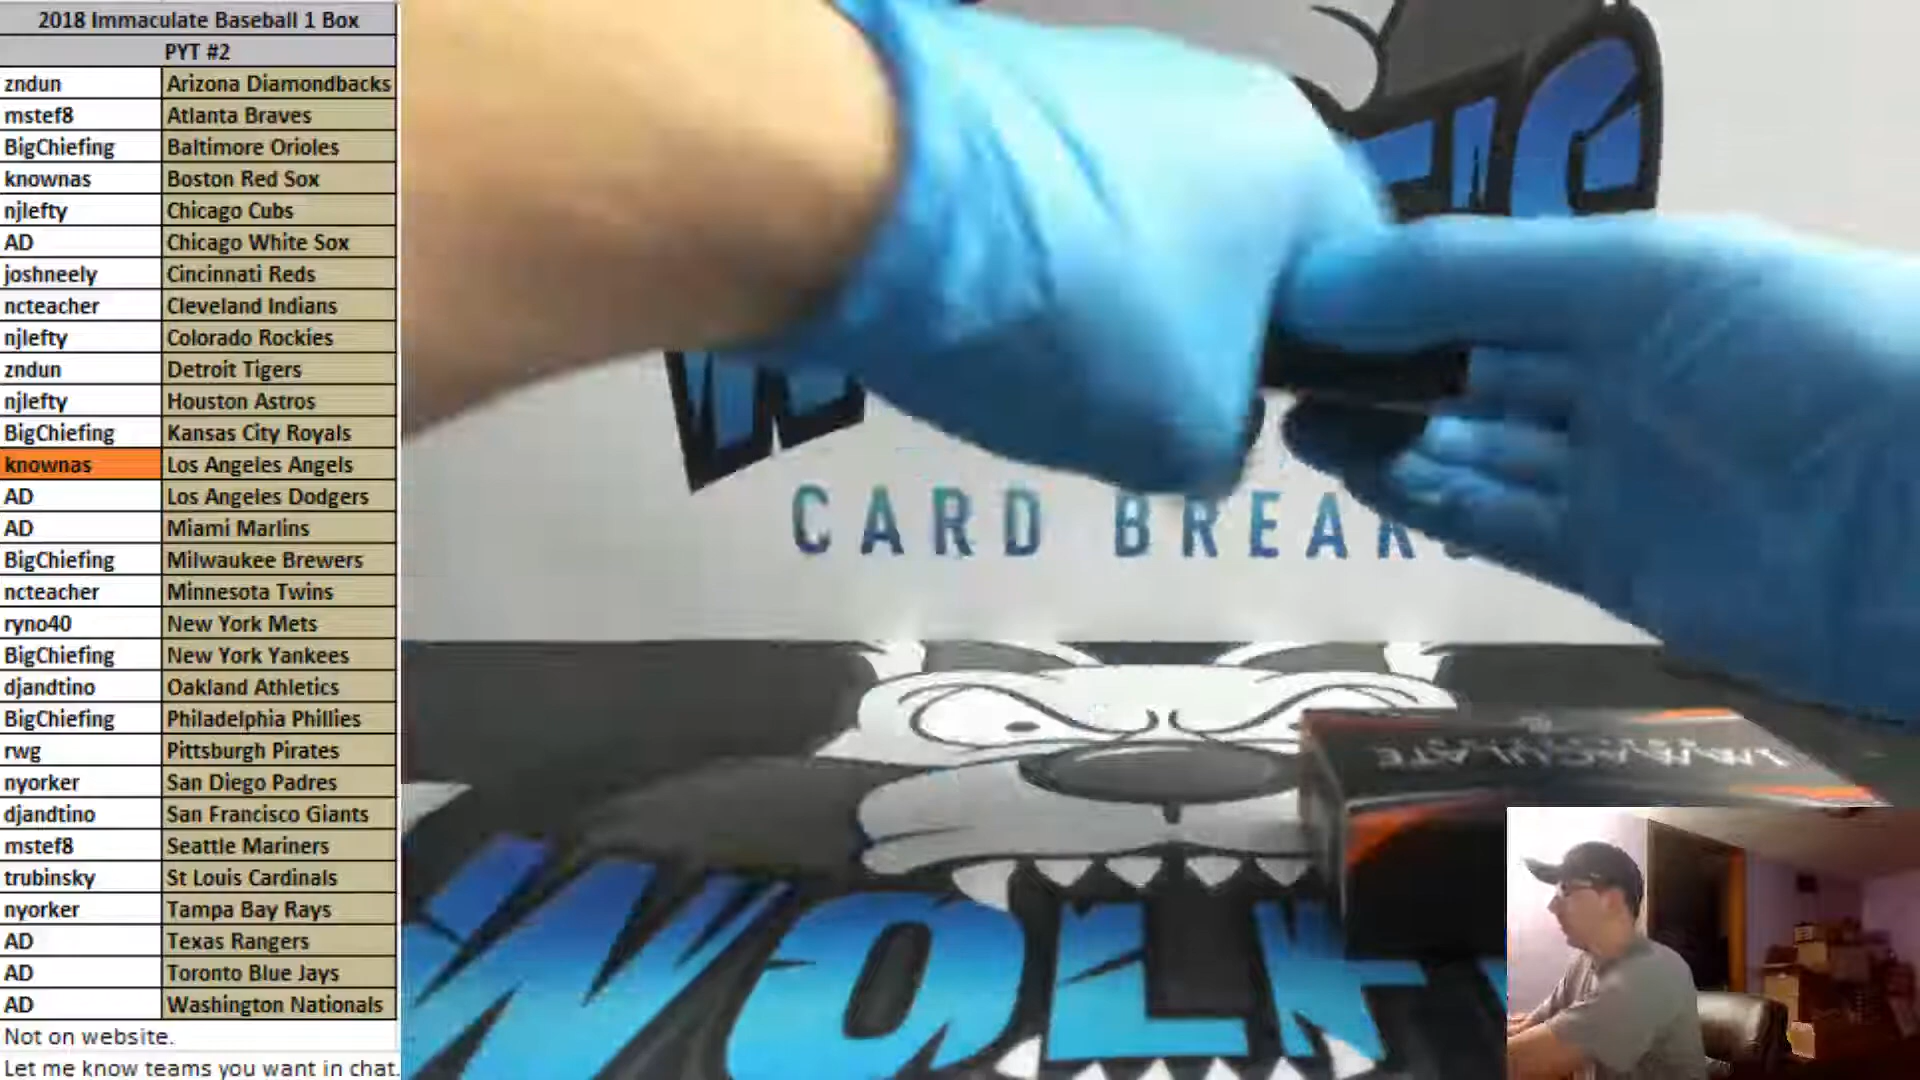 2018 Immaculate Baseball 1 Box
PYT #2
zndun Arizona Diamondbacks
mstef8 Atlanta Braves
BigChiefing Baltimore Orioles
knownas Boston Red Sox
njlefty Chicago Cubs
AD Chicago White Sox
joshneely Cincinnati Reds
ncteacher Cleveland Indians
njlefty Colorado Rockies
zndun Detroit Tigers
njlefty Houston Astros
BigChiefing Kansas City Royals
knownas Los Angeles Angels
AD Los Angeles Dodgers
AD Miami Marlins
BigChiefing Milwaukee Brewers
ncteacher Minnesota Twins
ryno40 New York Mets
BigChiefing New York Yankees
djandtino Oakland Athletics
BigChiefing Philadelphia Phillies
rwg Pittsburgh Pirates
nyorker San Diego Padres
djandtino San Francisco Giants
mstef8 Seattle Mariners
trubinsky St Louis Cardinals
nyorker Tampa Bay Rays
AD Texas Rangers
AD Toronto Blue Jays
AD Washington Nationals
Not on website.
Let me know teams you want in chat.
CARD BREAKS
IMMACULATE
WOLF